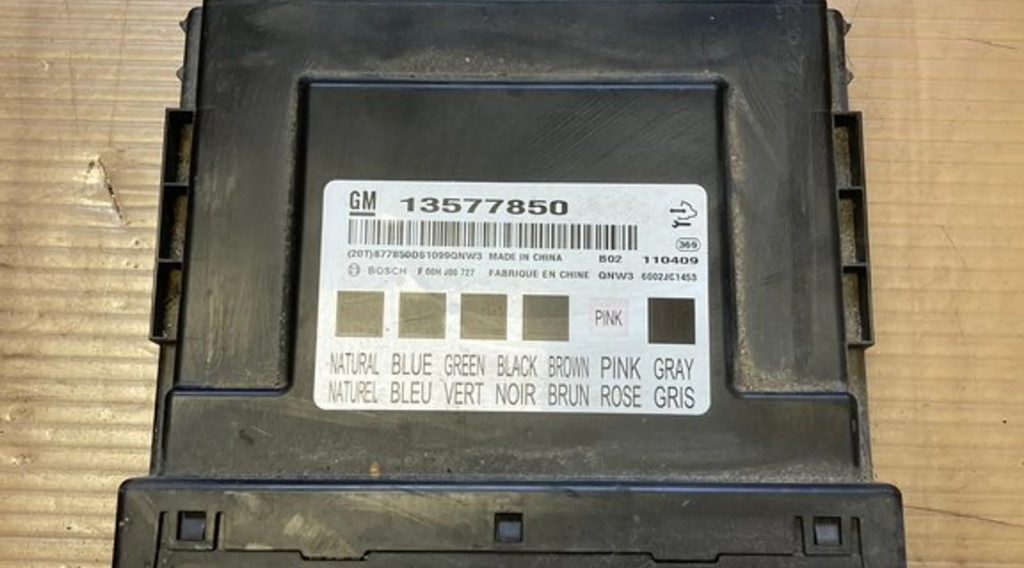 GM 13577850
369
(20T)877850DS1099QNW3 MADE IN CHINA B02 110409
BOSCH F 00H J00 727 FABRIQUE EN CHINE QNW3 6002JC1453
PINK
NATURAL BLUE GREEN BLACK BROWN PINK GRAY
NATUREL BLEU VERT NOIR BRUN ROSE GRIS